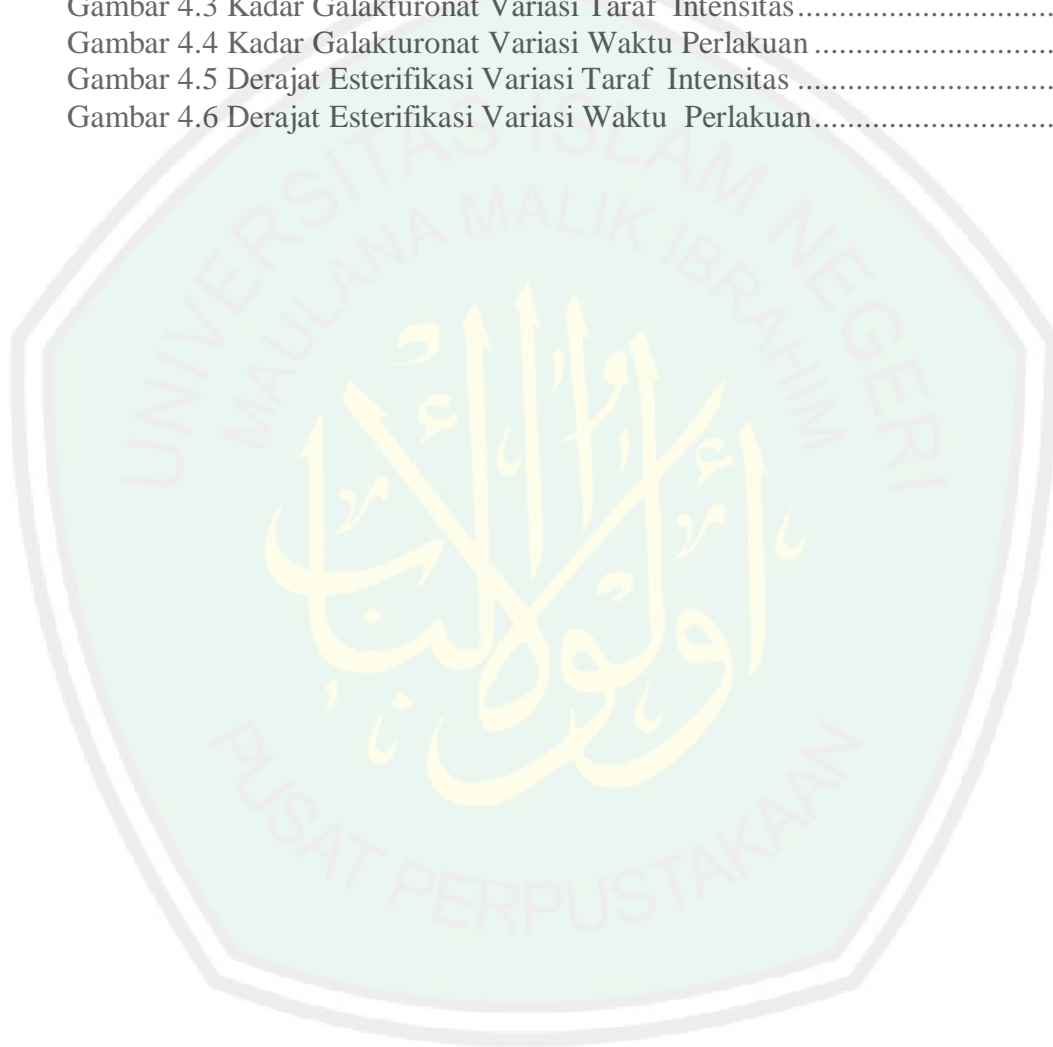 Gambar 4.3 Kadar Galakturonat Variasi Taraf Intensitas
Gambar 4.4 Kadar Galakturonat Variasi Waktu Perlakuan
Gambar 4.5 Derajat Esterifikasi Variasi Taraf Intensitas
Gambar 4.6 Derajat Esterifikasi Variasi Waktu Perlakuan
UNIVERSITAS ISLAM NEGERI
MAULANA MALIK IBRAHIM
أولوا الألباب
PUSAT PERPUSTAKAAN